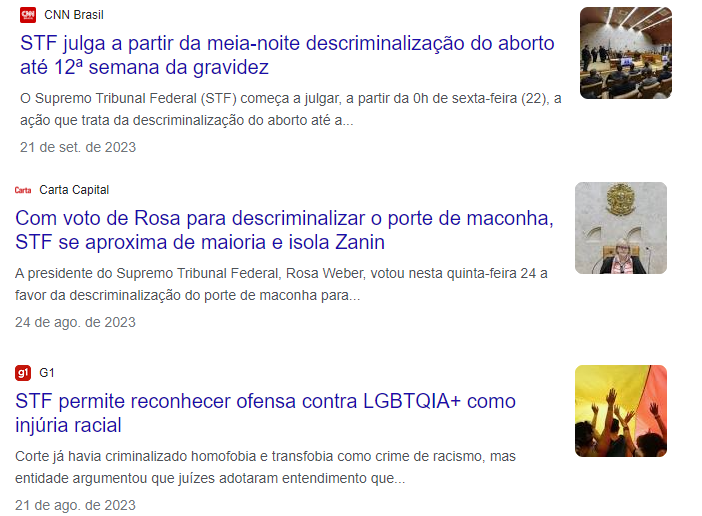 CNN Brasil
STF julga a partir da meia-noite descriminalização do aborto
até 12ª semana da gravidez
O Supremo Tribunal Federal (STF) começa a julgar, a partir da 0h de sexta-feira (22), a
ação que trata da descriminalização do aborto até a...
21 de set. de 2023
Carta Carta Capital
Com voto de Rosa para descriminalizar o porte de maconha,
STF se aproxima de maioria e isola Zanin
A presidente do Supremo Tribunal Federal, Rosa Weber, votou nesta quinta-feira 24 a
favor da descriminalização do porte de maconha para...
24 de ago. de 2023
g1 G1
STF permite reconhecer ofensa contra LGBTQIA+ como
injúria racial
Corte já havia criminalizado homofobia e transfobia como crime de racismo, mas
entidade argumentou que juízes adotaram entendimento que...
21 de ago. de 2023